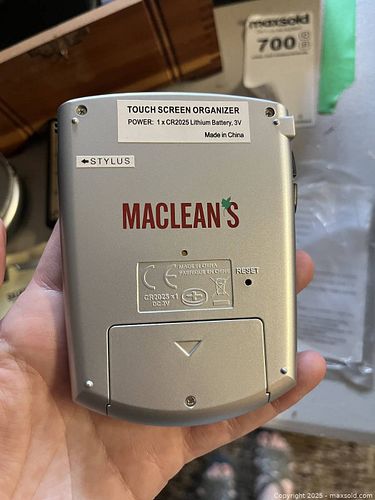 maxsold
700
TOUCH SCREEN ORGANIZER
POWER: 1 x CR2025 Lithium Battery, 3V
Made in China
←STYLUS
MACLEAN'S
CE
MADE IN CHINA
FABRIQUE EN CHINE
RESET
CR2025 x1
DC 3V
Copyright 2025 - maxsold.com